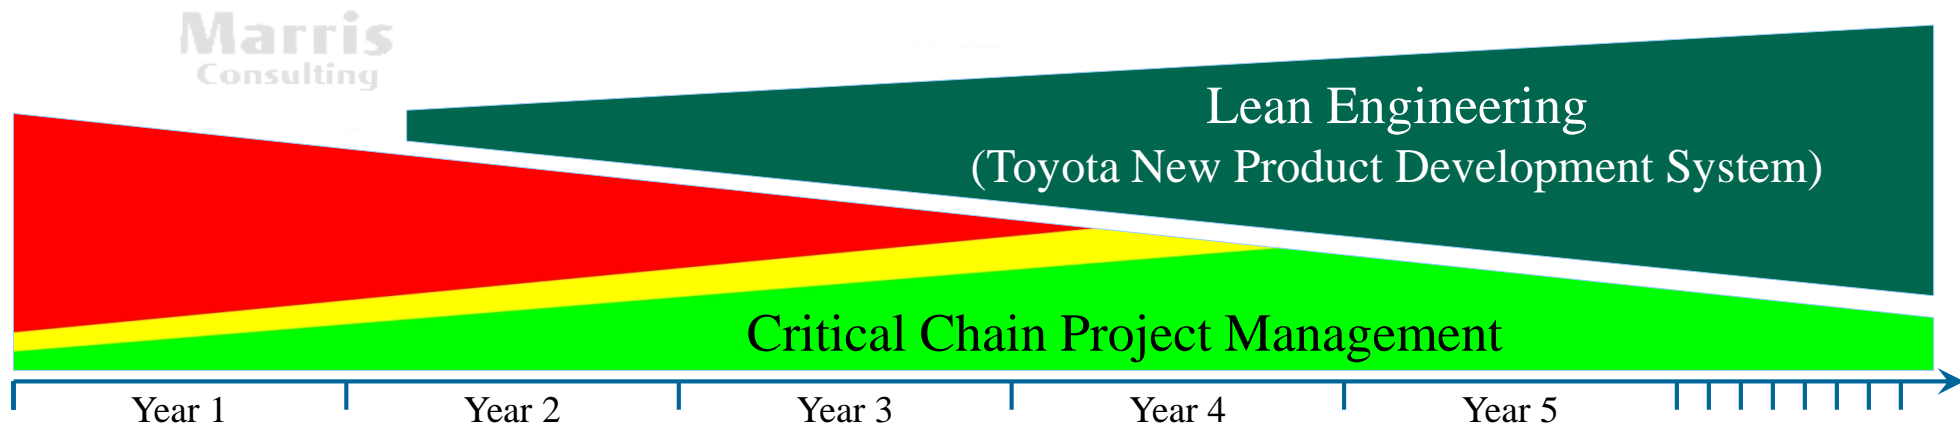 Marris
Consulting
Lean Engineering
(Toyota New Product Development System)
Critical Chain Project Management
Year 1
Year 2
Year 3
Year 4
Year 5